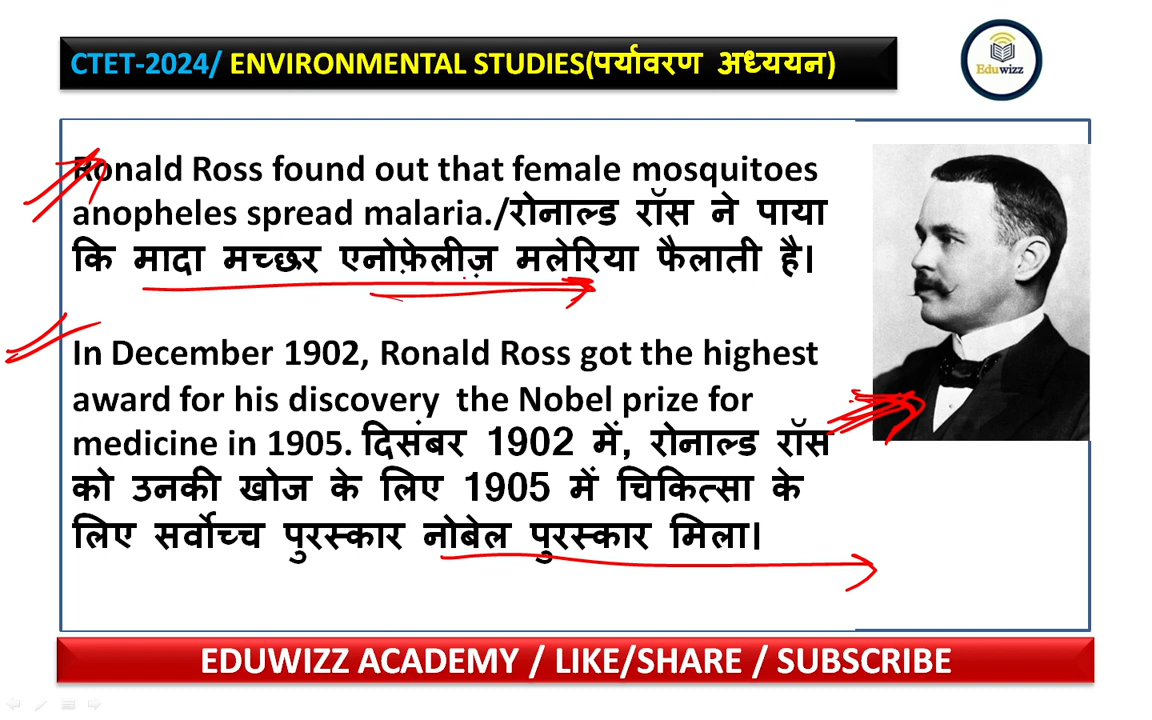 CTET-2024/ ENVIRONMENTAL STUDIES(पर्यावरण अध्ययन)
Eduwizz
Ronald Ross found out that female mosquitoes
anopheles spread malaria./रोनाल्ड रॉस ने पाया
कि मादा मच्छर एनोफ़ेलीज़ मलेरिया फैलाती है।
In December 1902, Ronald Ross got the highest
award for his discovery the Nobel prize for
medicine in 1905. दिसंबर 1902 में, रोनाल्ड रॉस
को उनकी खोज के लिए 1905 में चिकित्सा के
लिए सर्वोच्च पुरस्कार नोबेल पुरस्कार मिला।
EDUWIZZ ACADEMY / LIKE/SHARE / SUBSCRIBE